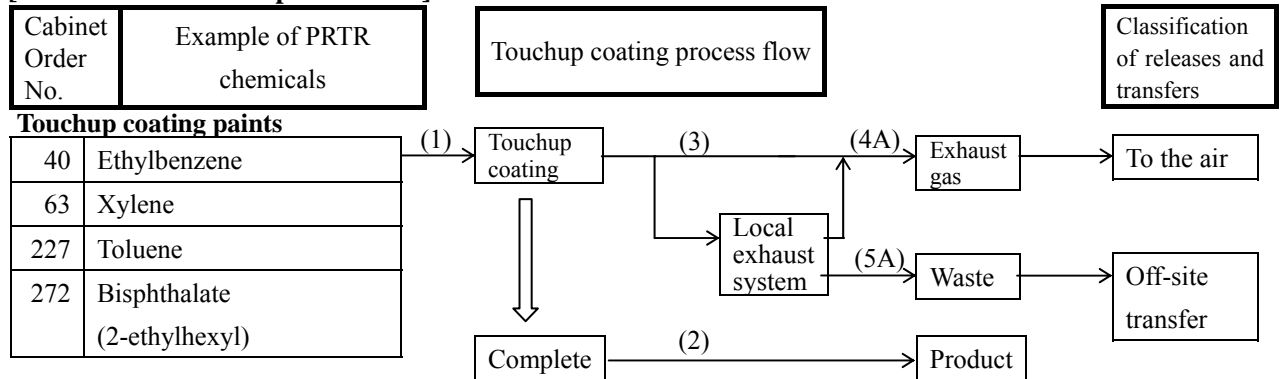 Cabinet
Order
No.
Example of PRTR
chemicals
Touchup coating process flow
Classification
of releases and
transfers
Touchup coating paints
40 Ethylbenzene
63 Xylene
227 Toluene
272 Bisphthalate
(2-ethylhexyl)
(1)
Touchup
coating
(3)
(4A)
Exhaust
gas
To the air
Local
exhaust
system
(5A)
Waste
Off-site
transfer
Complete
(2)
Product